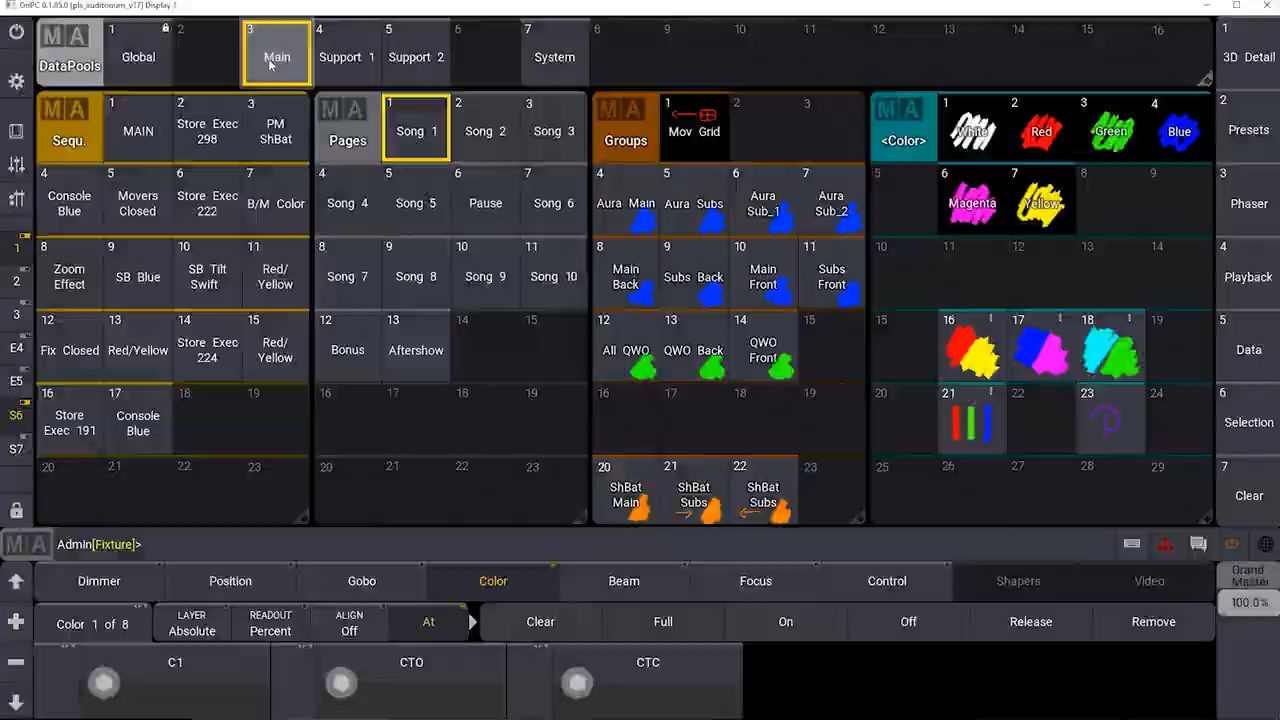 OnPC 0.1.85.0 [pls_auditorium_v17] Display 1
MA DataPools
1 Global
2
3 Main
4 Support 1
5 Support 2
7 System
8 9 10 11 12 13 14 15 16
1 3D Detail
2 Presets
3 Phaser
4 Playback
5 Data
6 Selection
7 Clear
1
2
3
E4
E5
S6
S7
MA Sequ.
1 MAIN
2 Store Exec 298
3 PM ShBat
4 Console Blue
5 Movers Closed
6 Store Exec 222
7 B/M Color
8 Zoom Effect
9 SB Blue
10 SB Tilt Swift
11 Red/Yellow
12 Fix Closed
13 Red/Yellow
14 Store Exec 224
15 Red/Yellow
16 Store Exec 191
17 Console Blue
18 19
20 21 22 23
MA Pages
1 Song 1
2 Song 2
3 Song 3
4 Song 4
5 Song 5
6 Pause
7 Song 6
8 Song 7
9 Song 8
10 Song 9
11 Song 10
12 Bonus
13 Aftershow
14 15
16 17 18 19
20 21 22 23
MA Groups
1 Mov Grid
2 3
4 Aura Main
5 Aura Subs
6 Aura Sub_1
7 Aura Sub_2
8 Main Back
9 Subs Back
10 Main Front
11 Subs Front
12 All QWO
13 QWO Back
14 QWO Front
15
16 17 18 19
20 ShBat Main
21 ShBat Subs
22 ShBat Subs
23
MA <Color>
1 White
2 Red
3 Green
4 Blue
5
6 Magenta
7 Yellow
8 9
10 11 12 13 14
15 16 17 18 19
20 21 22 23 24
25 26 27 28 29
MA Admin[Fixture]>
Dimmer
Position
Gobo
Color
Beam
Focus
Control
Shapers
Video
Grand Master
100.0%
Color 1 of 8
LAYER Absolute
READOUT Percent
ALIGN Off
At
Clear
Full
On
Off
Release
Remove
C1
CTO
CTC